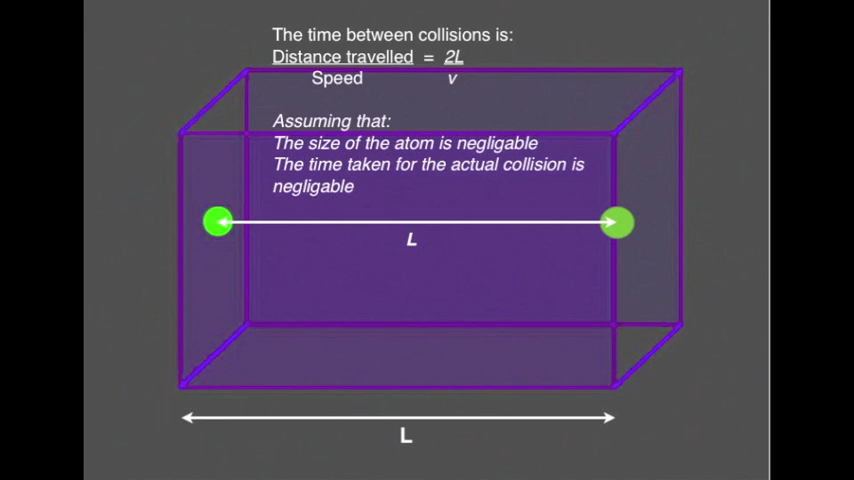 The time between collisions is:
Distance travelled = 2L
Speed v
Assuming that:
The size of the atom is negligable
The time taken for the actual collision is
negligable
L
L